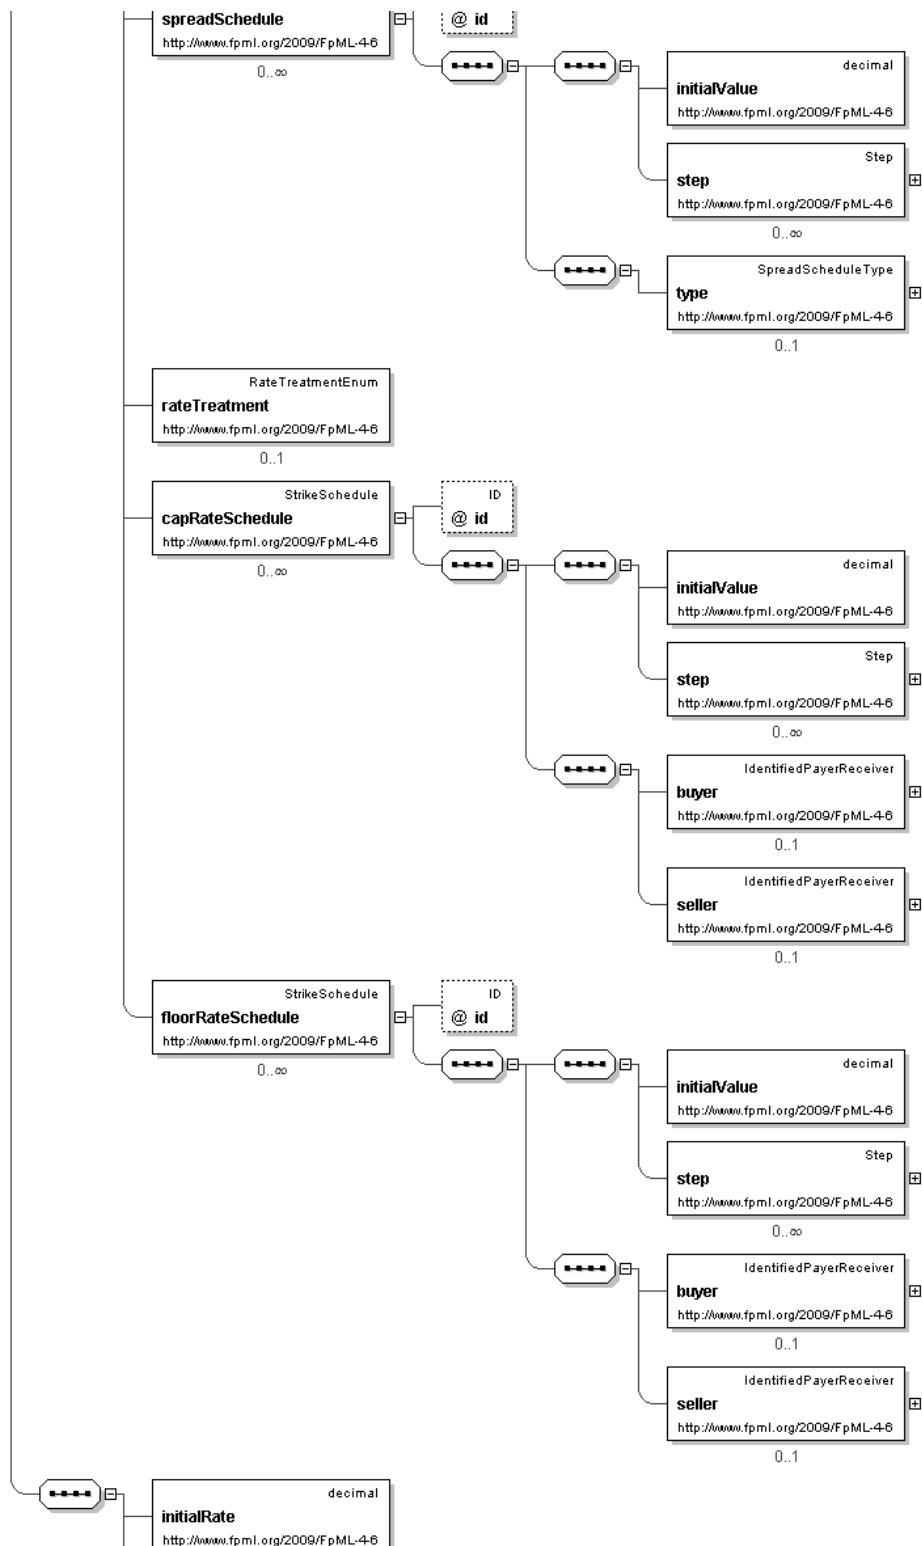 spreadSchedule
http://www.fpml.org/2009/FpML-4-6
0..∞
@ id
decimal
initialValue
http://www.fpml.org/2009/FpML-4-6
Step
step
http://www.fpml.org/2009/FpML-4-6
0..∞
SpreadScheduleType
type
http://www.fpml.org/2009/FpML-4-6
0..1
RateTreatmentEnum
rateTreatment
http://www.fpml.org/2009/FpML-4-6
0..1
StrikeSchedule
capRateSchedule
http://www.fpml.org/2009/FpML-4-6
0..∞
ID
@ id
decimal
initialValue
http://www.fpml.org/2009/FpML-4-6
Step
step
http://www.fpml.org/2009/FpML-4-6
0..∞
IdentifiedPayerReceiver
buyer
http://www.fpml.org/2009/FpML-4-6
0..1
IdentifiedPayerReceiver
seller
http://www.fpml.org/2009/FpML-4-6
0..1
StrikeSchedule
floorRateSchedule
http://www.fpml.org/2009/FpML-4-6
0..∞
ID
@ id
decimal
initialValue
http://www.fpml.org/2009/FpML-4-6
Step
step
http://www.fpml.org/2009/FpML-4-6
0..∞
IdentifiedPayerReceiver
buyer
http://www.fpml.org/2009/FpML-4-6
0..1
IdentifiedPayerReceiver
seller
http://www.fpml.org/2009/FpML-4-6
0..1
decimal
initialRate
http://www.fpml.org/2009/FpML-4-6